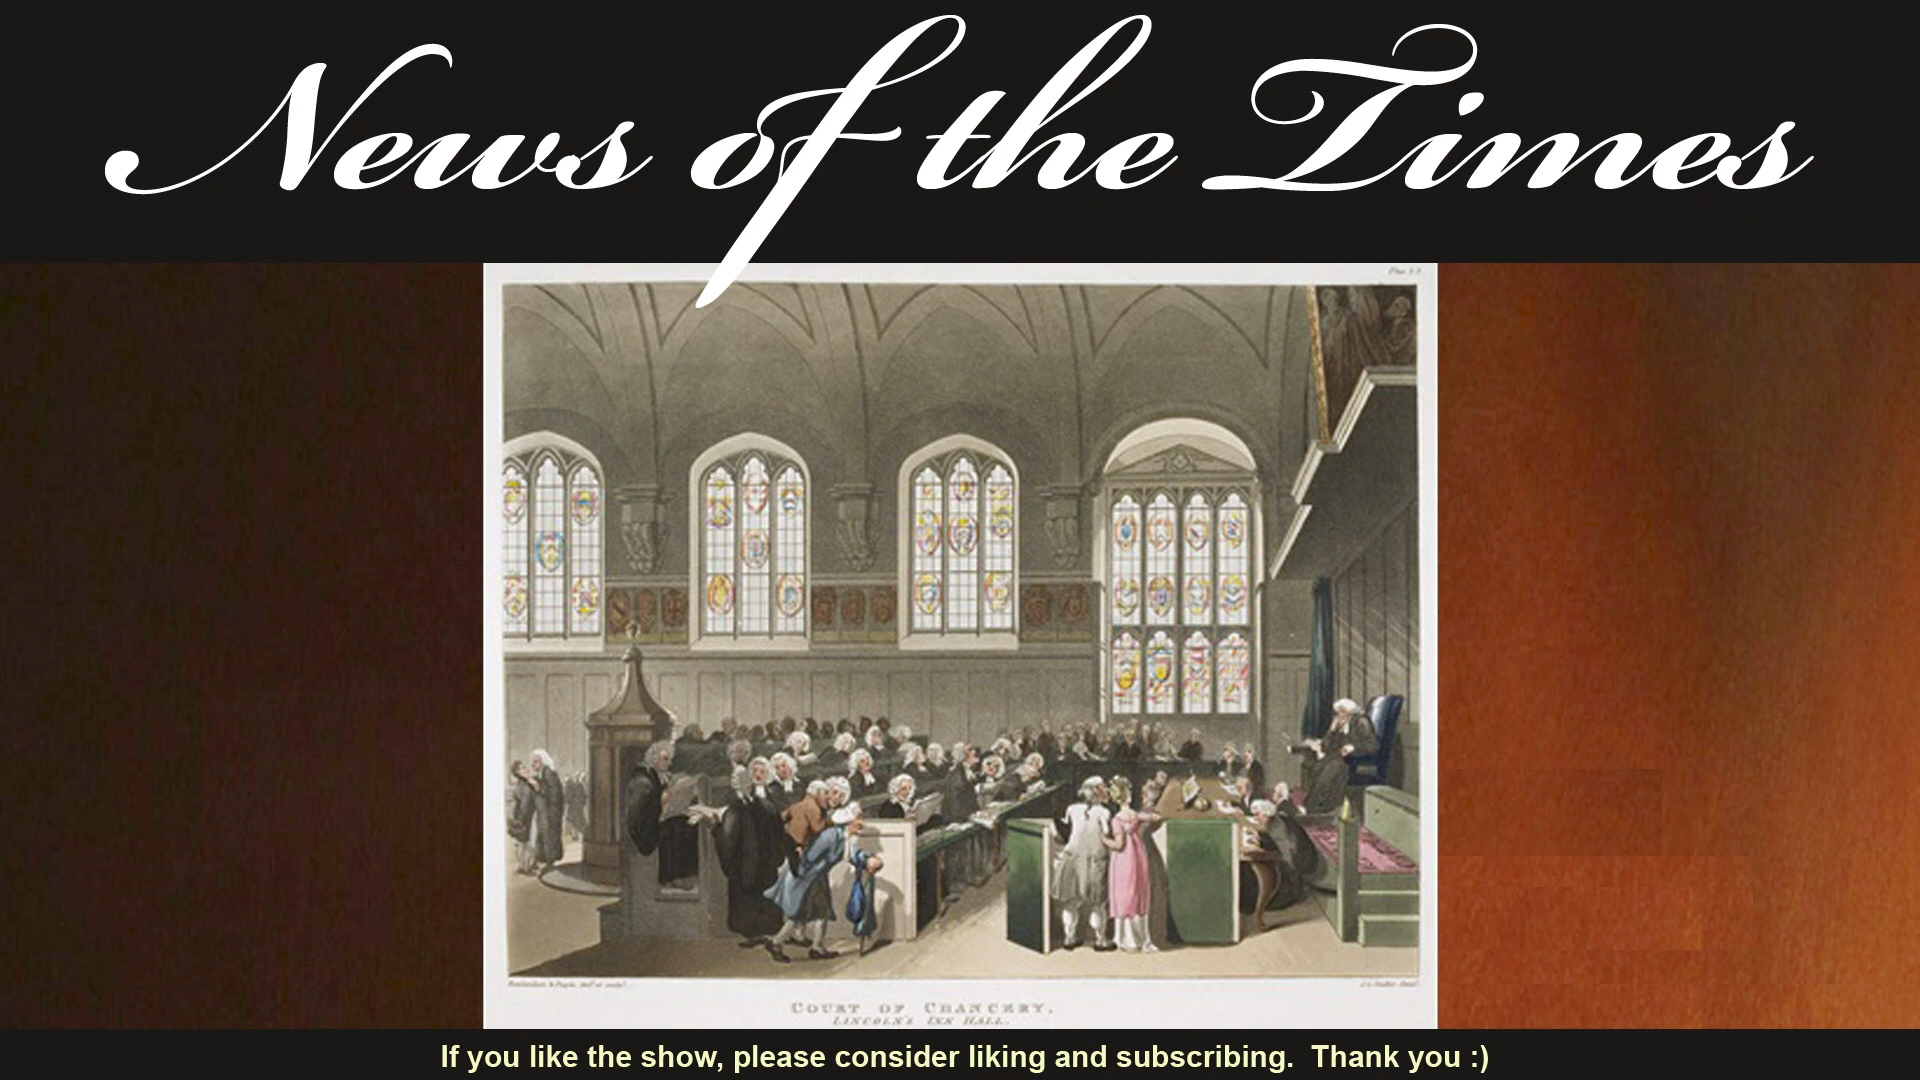 News of the Times
COURT OF CHANCERY,
LINCOLN'S INN HALL.
If you like the show, please consider liking and subscribing.  Thank you :)